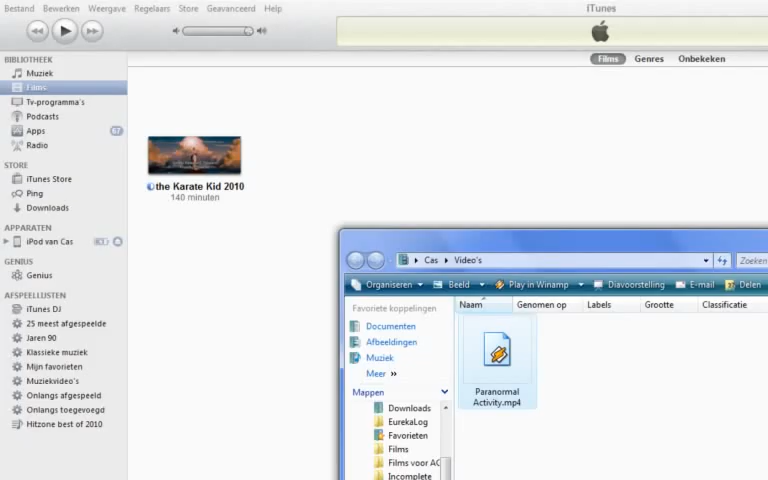 Bestand Bewerken Weergave Regelaars Store Geavanceerd Help
iTunes
BIBLIOTHEEK
Muziek
Films
Tv-programma's
Podcasts
Apps 67
Radio
STORE
iTunes Store
Ping
Downloads
APPARATEN
iPod van Cas
GENIUS
Genius
AFSPEELLIJSTEN
iTunes DJ
25 meest afgespeelde
Jaren 90
Klassieke muziek
Mijn favorieten
Muziekvideo's
Onlangs afgespeeld
Onlangs toegevoegd
Hitzone best of 2010
Films Genres Onbekeken
the Karate Kid 2010
140 minuten
Cas Video's
Zoeken
Organiseren Beeld Play in Winamp Diavoorstelling E-mail Delen
Favoriete koppelingen
Documenten
Afbeeldingen
Muziek
Meer »
Mappen
Downloads
EurekaLog
Favorieten
Films
Films voor AC
Incomplete
Naam Genomen op Labels Grootte Classificatie
Paranormal
Activity.mp4